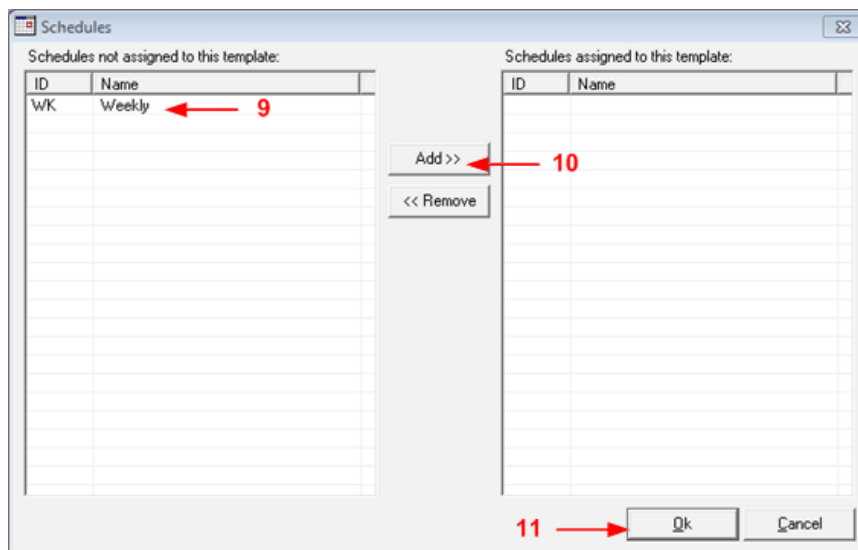 Schedules
Schedules not assigned to this template:
ID Name
WK Weekly
9
Add >>
10
<< Remove
Schedules assigned to this template:
ID Name
11
Ok
Cancel